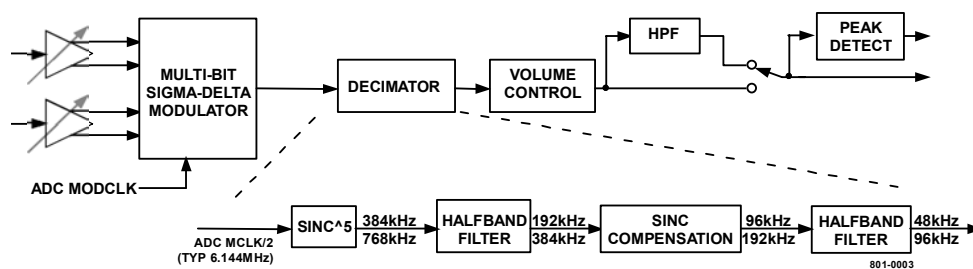 MULTI-BIT
SIGMA-DELTA
MODULATOR
DECIMATOR
VOLUME
CONTROL
HPF
PEAK
DETECT
ADC MODCLK
ADC MCLK/2
(TYP 6.144MHz)
SINC^5
384kHz
768kHz
HALFBAND
FILTER
192kHz
384kHz
SINC
COMPENSATION
96kHz
192kHz
HALFBAND
FILTER
48kHz
96kHz
801-0003